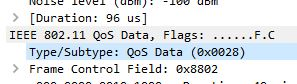 Noise level (dBm): -100 dBm
> [Duration: 96 us]
IEEE 802.11 QoS Data, Flags: ......F.C
Type/Subtype: QoS Data (0x0028)
> Frame Control Field: 0x8802